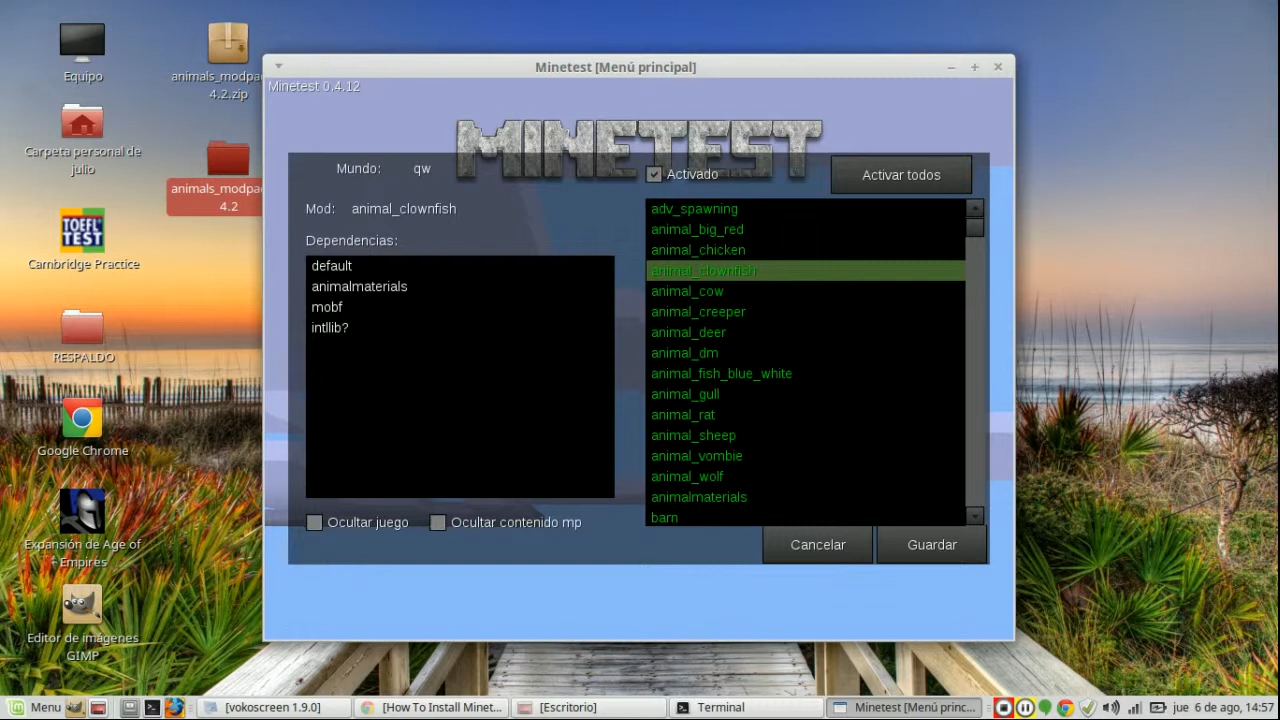 Equipo
animals_modpa
4.2.zip
Carpeta personal de
julio
animals_modpa
4.2
TOEFL
TEST
Cambridge Practice
RESPALDO
Google Chrome
Expansión de Age of
Empires
Editor de imágenes
GIMP
Minetest [Menú principal]
Minetest 0.4.12
MINETEST
Mundo: qw
Activado
Activar todos
Mod: animal_clownfish
Dependencias:
default
animalmaterials
mobf
intllib?
adv_spawning
animal_big_red
animal_chicken
animal_clownfish
animal_cow
animal_creeper
animal_deer
animal_dm
animal_fish_blue_white
animal_gull
animal_rat
animal_sheep
animal_vombie
animal_wolf
animalmaterials
barn
Ocultar juego
Ocultar contenido mp
Cancelar
Guardar
Menu
[vokoscreen 1.9.0]
[How To Install Minet...
[Escritorio]
Terminal
Minetest [Menú princ...
jue 6 de ago, 14:57